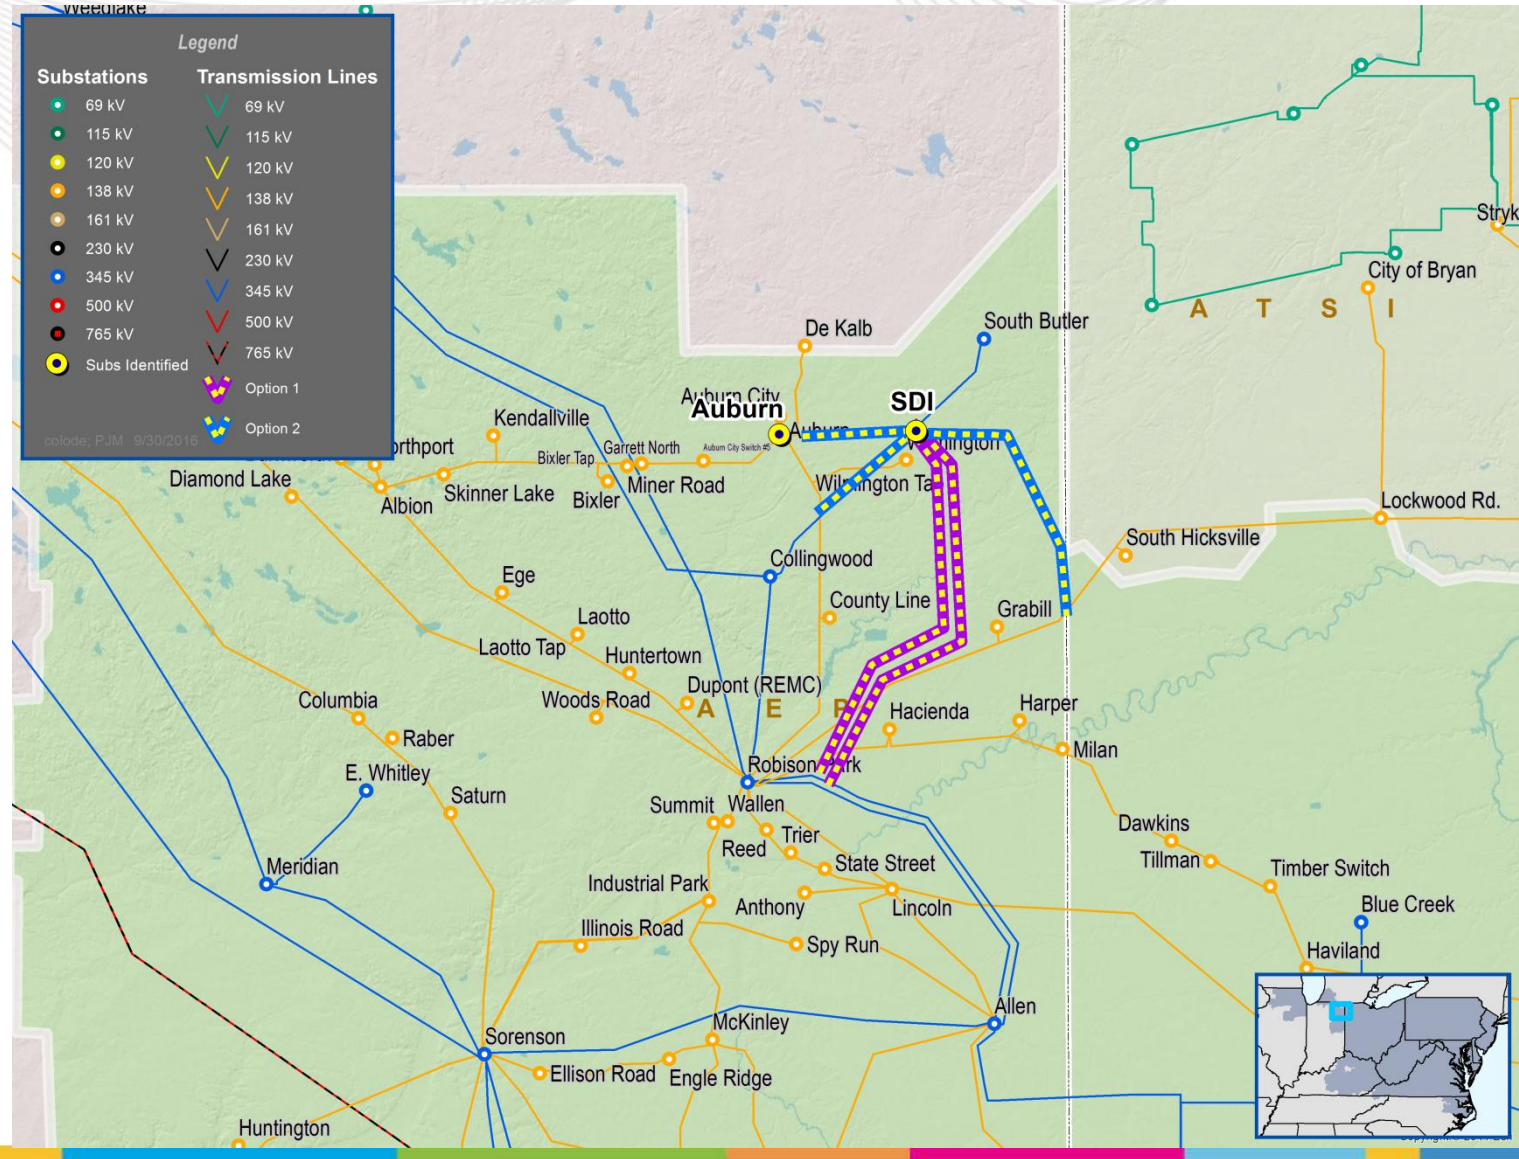 Weedlake
Legend
Substations
Transmission Lines
69 kV
69 kV
115 kV
115 kV
120 kV
120 kV
138 kV
138 kV
161 kV
161 kV
230 kV
230 kV
345 kV
345 kV
500 kV
500 kV
765 kV
765 kV
Subs Identified
Option 1
Option 2
colode; PJM 9/30/2016
Stryk
City of Bryan
A T S I
South Butler
De Kalb
Auburn City
Auburn
SDI
Auburn
Wilmington
Kendallville
orthport
Garrett North
Auburn City Switch #5
Bixler Tap
Diamond Lake
Albion
Skinner Lake
Bixler
Miner Road
Wilmington Ta
Lockwood Rd.
South Hicksville
Collingwood
Ege
County Line
Grabill
Laotto
Laotto Tap
Huntertown
Dupont (REMC)
Woods Road
A E P
Columbia
Hacienda
Harper
Raber
Milan
E. Whitley
Robison Park
Saturn
Summit
Wallen
Dawkins
Trier
Reed
Tillman
State Street
Timber Switch
Meridian
Industrial Park
Anthony
Lincoln
Blue Creek
Illinois Road
Spy Run
Haviland
Allen
McKinley
Sorenson
Ellison Road
Engle Ridge
Huntington